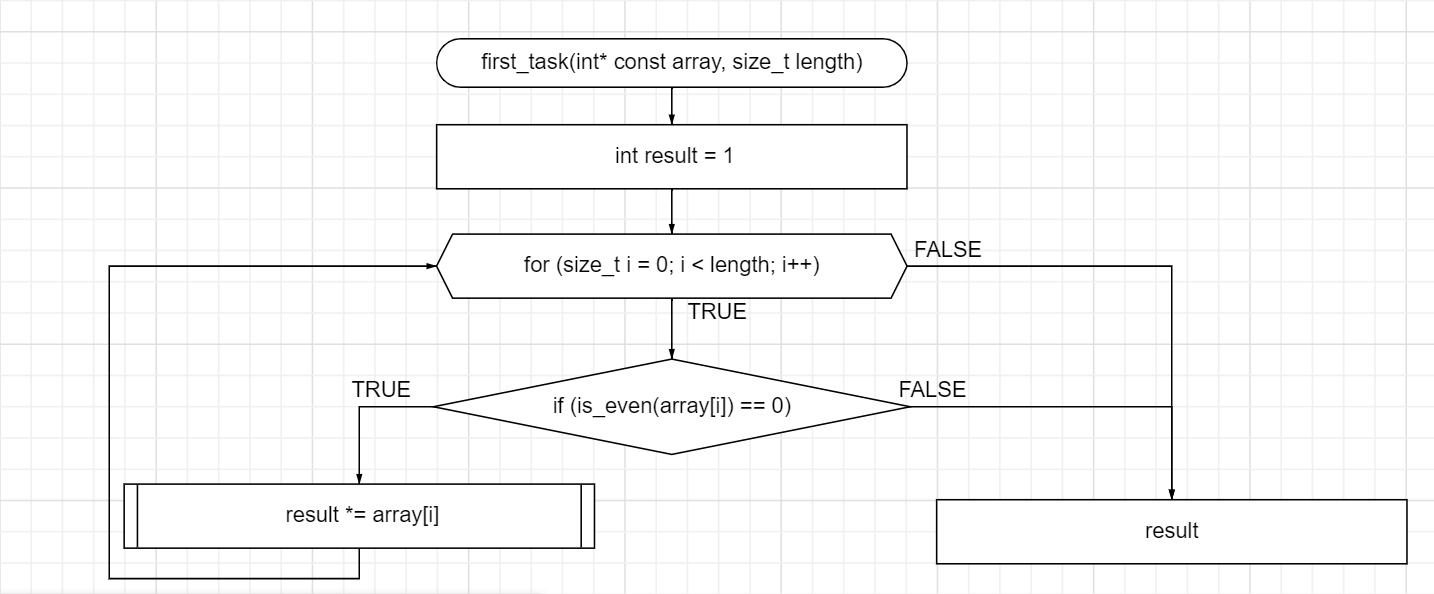 first_task(int* const array, size_t length)
int result = 1
for (size_t i = 0; i < length; i++)
FALSE
TRUE
TRUE
if (is_even(array[i]) == 0)
FALSE
result *= array[i]
result